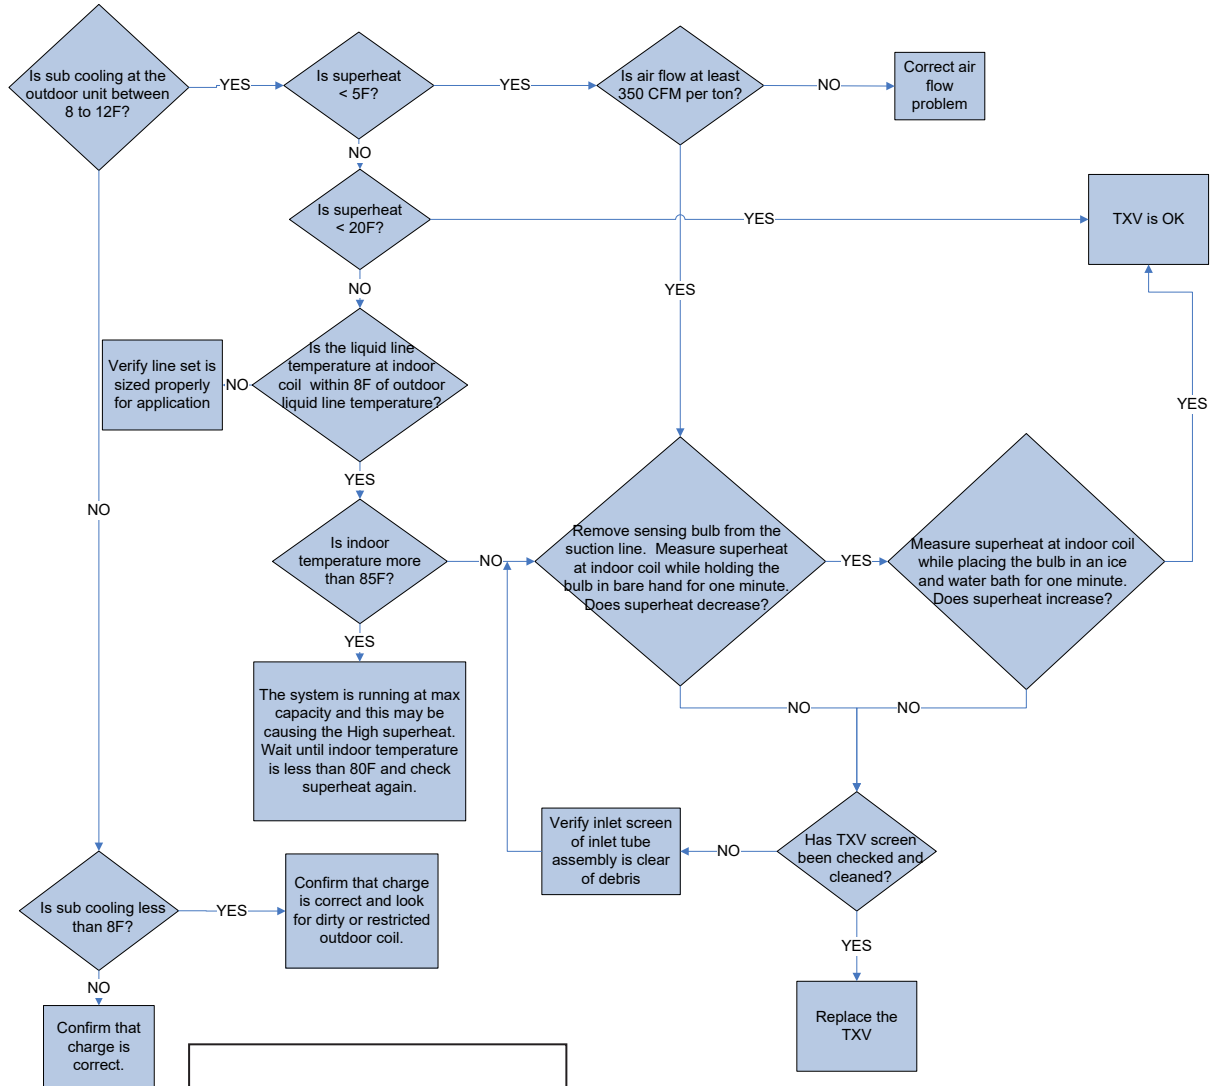 Is sub cooling at the
outdoor unit between
8 to 12F?
YES
Is superheat
< 5F?
YES
Is air flow at least
350 CFM per ton?
NO
Correct air
flow
problem
NO
Is superheat
< 20F?
YES
TXV is OK
NO
YES
Verify line set is
sized properly
for application
NO
Is the liquid line
temperature at indoor
coil within 8F of outdoor
liquid line temperature?
YES
YES
NO
Is indoor
temperature more
than 85F?
NO
Remove sensing bulb from the
suction line. Measure superheat
at indoor coil while holding the
bulb in bare hand for one minute.
Does superheat decrease?
YES
Measure superheat at indoor coil
while placing the bulb in an ice
and water bath for one minute.
Does superheat increase?
YES
The system is running at max
capacity and this may be
causing the High superheat.
Wait until indoor temperature
is less than 80F and check
superheat again.
NO
NO
Verify inlet screen
of inlet tube
assembly is clear
of debris
NO
Has TXV screen
been checked and
cleaned?
Is sub cooling less
than 8F?
YES
Confirm that charge
is correct and look
for dirty or restricted
outdoor coil.
YES
NO
Confirm that
charge is
correct.
Replace the
TXV